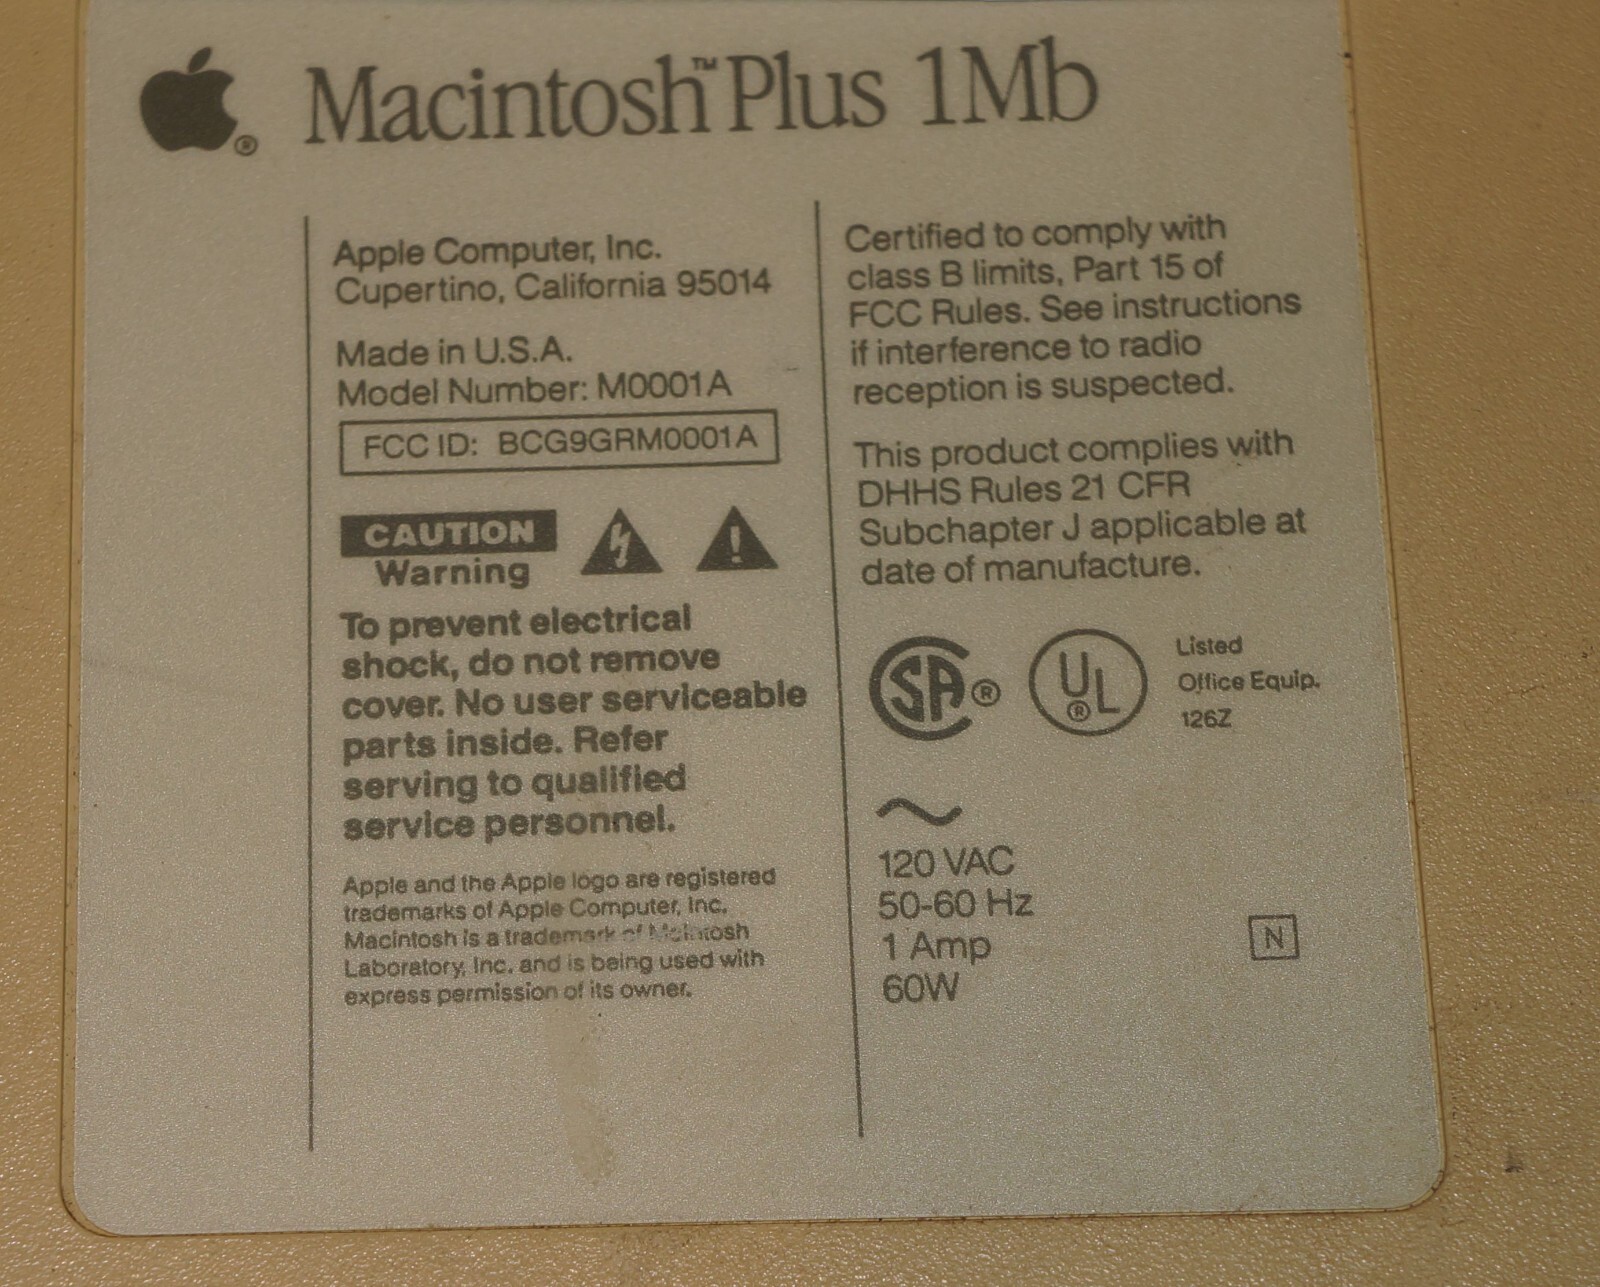 Macintosh™ Plus 1Mb
Apple Computer, Inc.
Cupertino, California 95014
Made in U.S.A.
Model Number: M0001A
FCC ID: BCG9GRM0001A
CAUTION
Warning
To prevent electrical
shock, do not remove
cover. No user serviceable
parts inside. Refer
serving to qualified
service personnel.
Apple and the Apple logo are registered
trademarks of Apple Computer, Inc.
Macintosh is a trademark of McIntosh
Laboratory, Inc. and is being used with
express permission of its owner.
Certified to comply with
class B limits, Part 15 of
FCC Rules. See instructions
if interference to radio
reception is suspected.
This product complies with
DHHS Rules 21 CFR
Subchapter J applicable at
date of manufacture.
SA® UL®
Listed
Office Equip.
126Z
120 VAC
50-60 Hz
1 Amp
60W
N